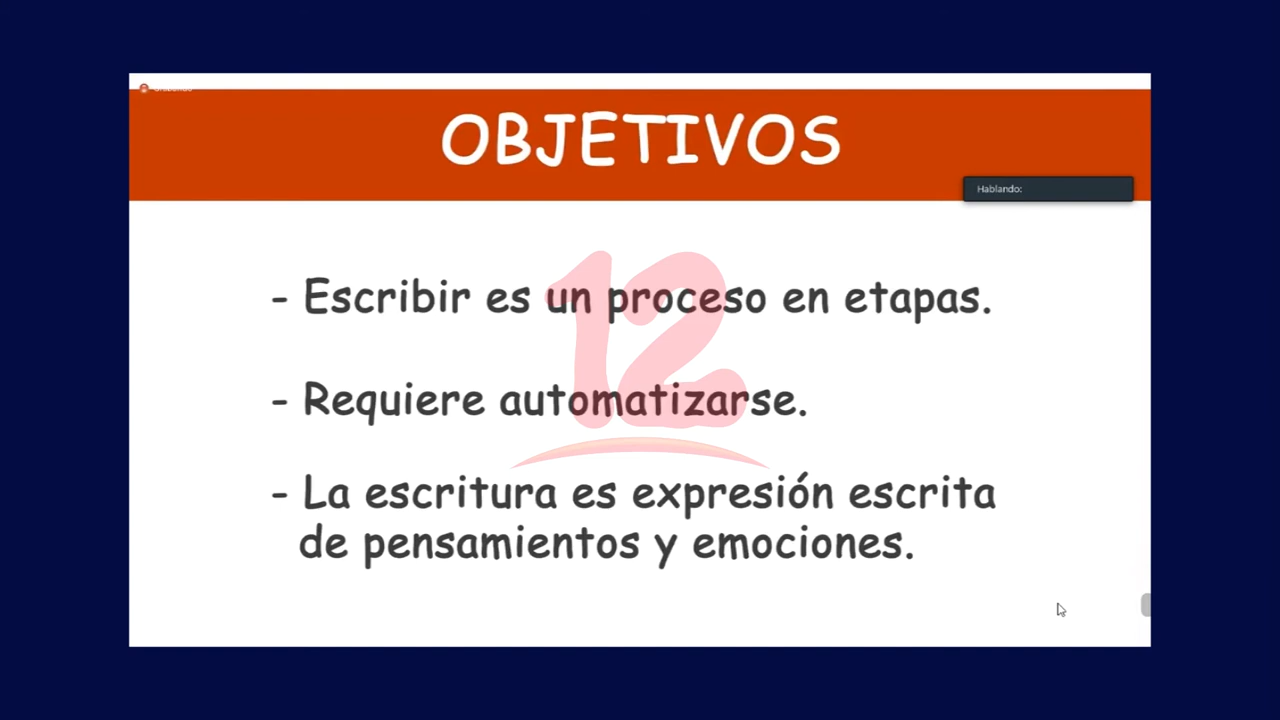 OBJETIVOS
Hablando:
- Escribir es un proceso en etapas.
12
- Requiere automatizarse.
- La escritura es expresión escrita
de pensamientos y emociones.